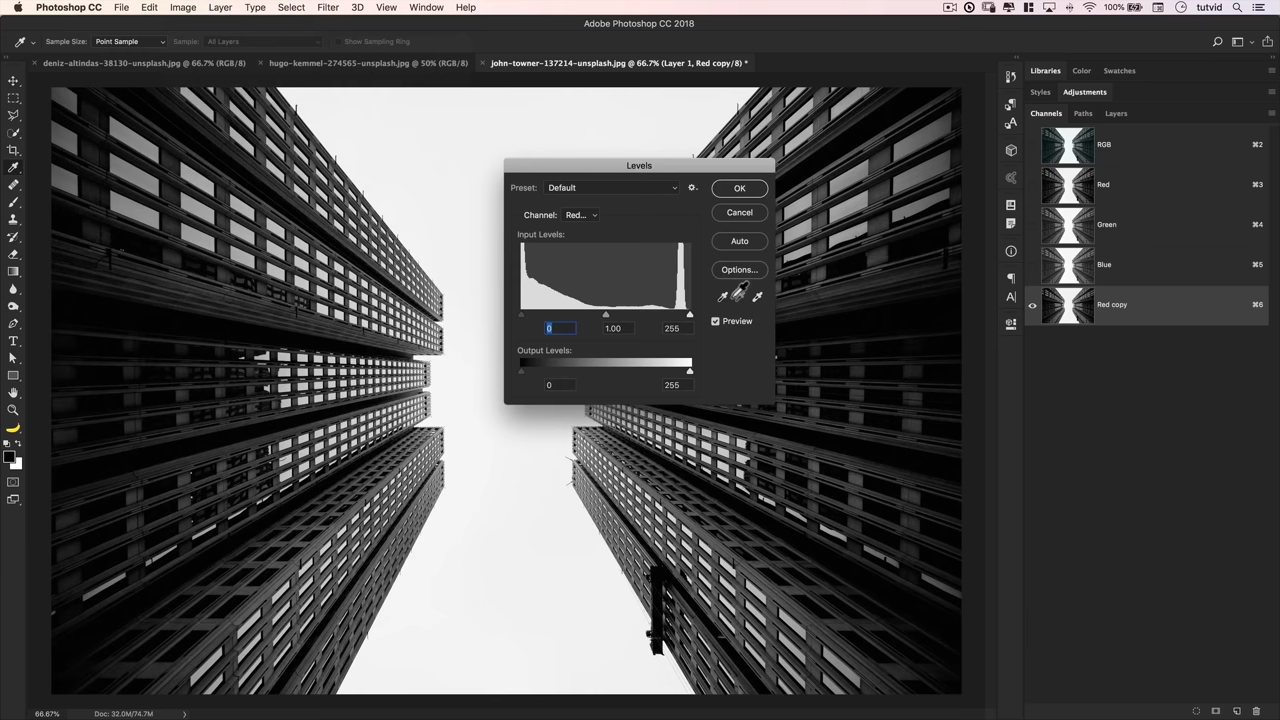 Photoshop CC File Edit Image Layer Type Select Filter 3D View Window Help 100% tutvid
Adobe Photoshop CC 2018
Sample Size: Point Sample Sample: All Layers Show Sampling Ring
deniz-altindas-38130-unsplash.jpg @ 66.7% (RGB/8) hugo-kemmel-274565-unsplash.jpg @ 50% (RGB/8) john-towner-137214-unsplash.jpg @ 66.7% (Layer 1, Red copy/8) *
Libraries Color Swatches
Styles Adjustments
Channels Paths Layers
RGB ⌘2
Red ⌘3
Green ⌘4
Blue ⌘5
Red copy ⌘6
Levels
Preset: Default OK
Channel: Red... Cancel
Input Levels: Auto
Options...
0 1.00 255 Preview
Output Levels:
0 255
66.67% Doc: 32.0M/74.7M